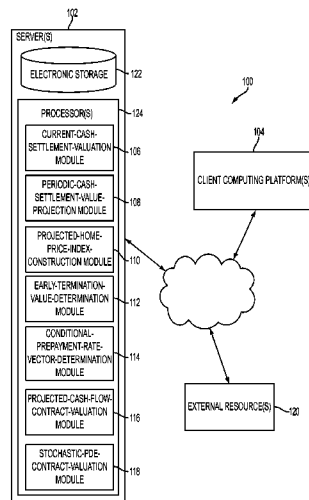 102
SERVER(S)
ELECTRONIC STORAGE
122
PROCESSOR(S)
124
CURRENT-CASH-
SETTLEMENT-VALUATION
MODULE
106
PERIODIC-CASH-
SETTLEMENT-VALUE-
PROJECTION MODULE
108
PROJECTED-HOME-
PRICE-INDEX-
CONSTRUCTION MODULE
110
EARLY-TERMINATION-
VALUE-DETERMINATION
MODULE
112
CONDITIONAL-
PREPAYMENT-RATE-
VECTOR-DETERMINATION
MODULE
114
PROJECTED-CASH-FLOW-
CONTRACT-VALUATION
MODULE
116
STOCHASTIC-PDE-
CONTRACT-VALUATION
MODULE
118
100
104
CLIENT COMPUTING PLATFORM(S)
EXTERNAL RESOURCE(S)
120